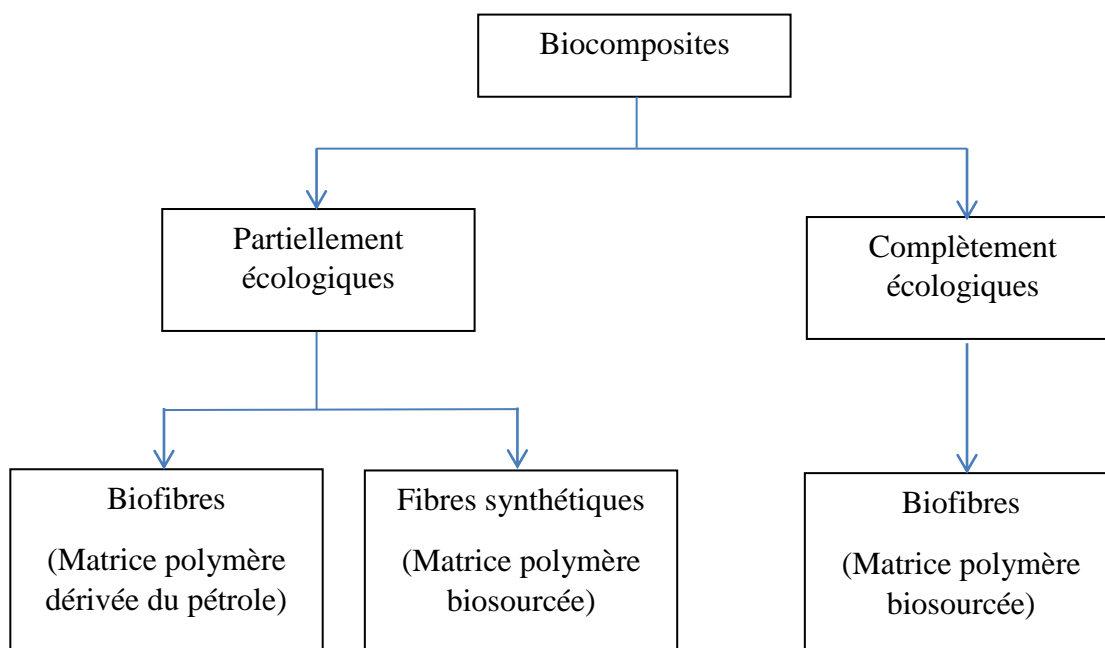 Biocomposites
Partiellement
écologiques
Complètement
écologiques
Biofibres
(Matrice polymère
dérivée du pétrole)
Fibres synthétiques
(Matrice polymère
biosourcée)
Biofibres
(Matrice polymère
biosourcée)